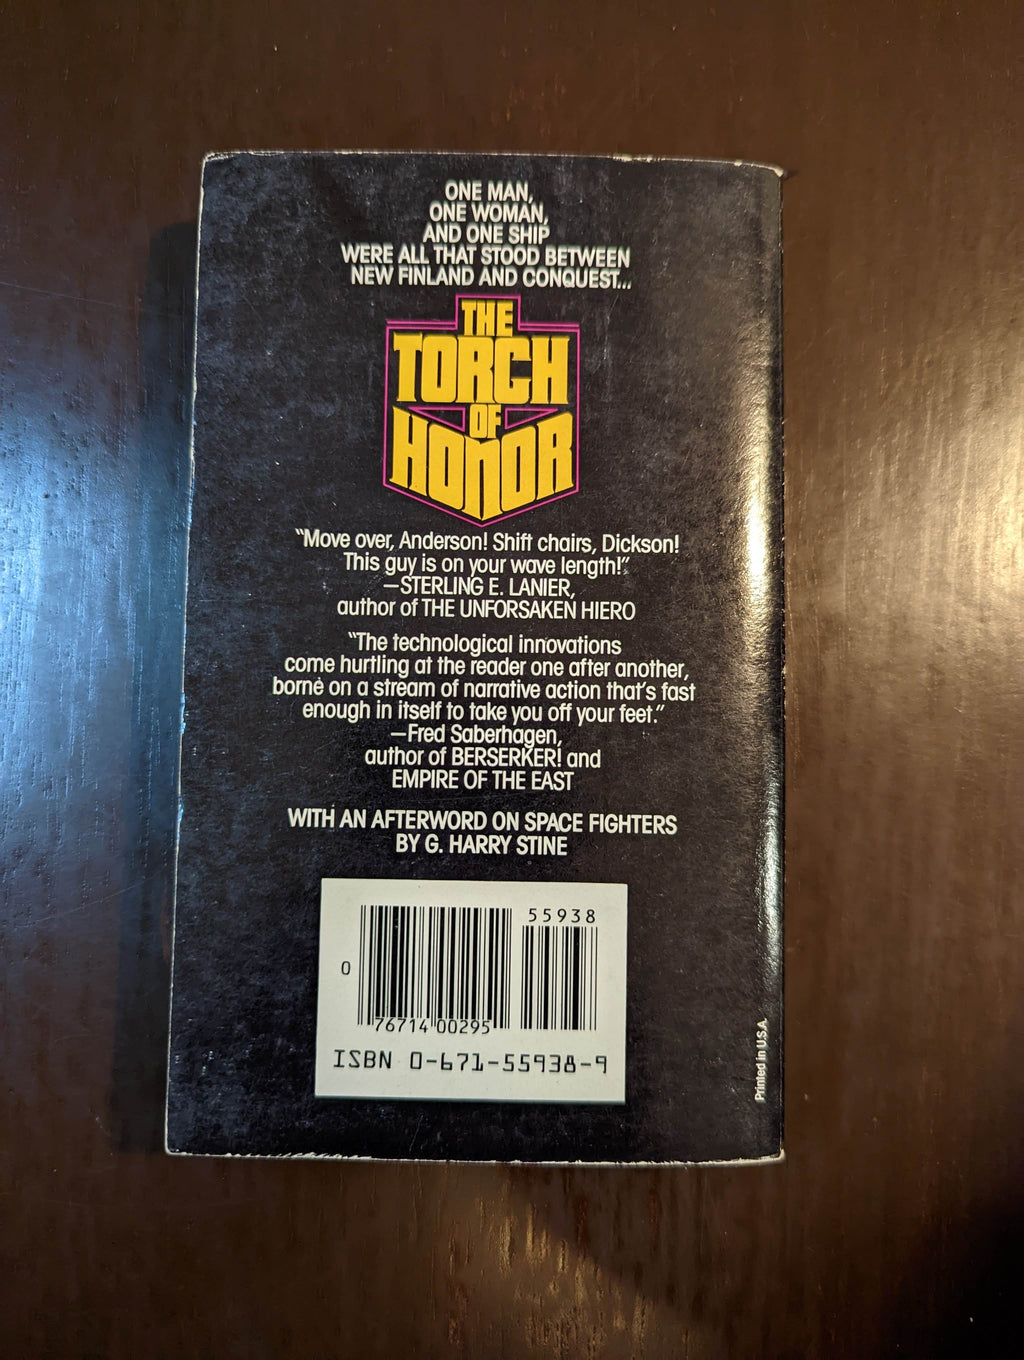 ONE MAN,
ONE WOMAN,
AND ONE SHIP
WERE ALL THAT STOOD BETWEEN
NEW FINLAND AND CONQUEST...
THE
TORCH
OF
HONOR
"Move over, Anderson! Shift chairs, Dickson!
This guy is on your wave length!"
—STERLING E. LANIER,
author of THE UNFORSAKEN HIERO
"The technological innovations
come hurtling at the reader one after another,
borne on a stream of narrative action that's fast
enough in itself to take you off your feet."
—Fred Saberhagen,
author of BERSERKER! and
EMPIRE OF THE EAST
WITH AN AFTERWORD ON SPACE FIGHTERS
BY G. HARRY STINE
55938
0
76714 00295
ISBN 0-671-55938-9
Printed in U.S.A.